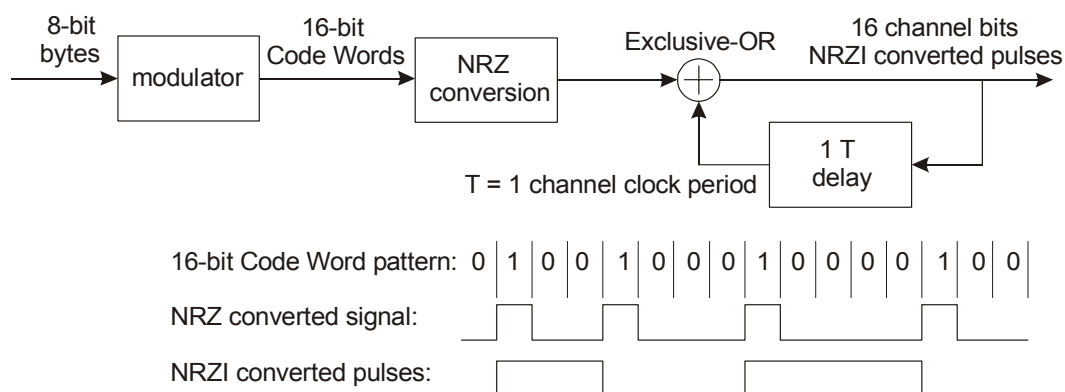 8-bit
bytes
modulator
16-bit
Code Words
NRZ
conversion
Exclusive-OR
16 channel bits
NRZI converted pulses
1 T
delay
T = 1 channel clock period
16-bit Code Word pattern: 0 1 0 0 1 0 0 0 1 0 0 0 0 1 0 0
NRZ converted signal:
NRZI converted pulses: